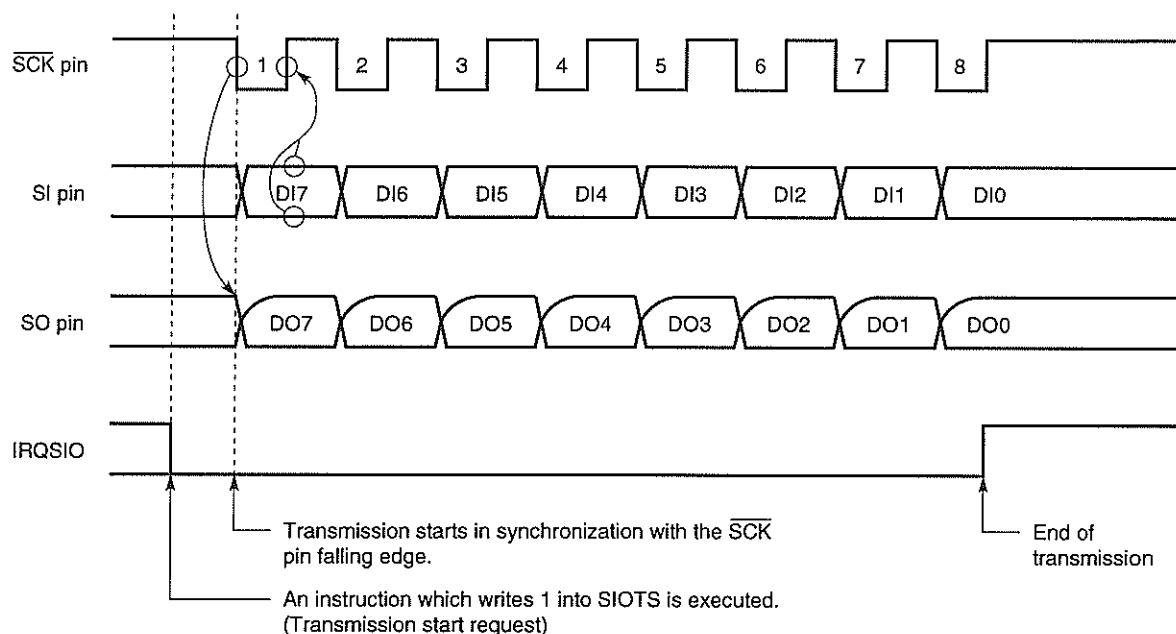 SCK pin
1 2 3 4 5 6 7 8
SI pin
DI7 DI6 DI5 DI4 DI3 DI2 DI1 DI0
SO pin
DO7 DO6 DO5 DO4 DO3 DO2 DO1 DO0
IRQSIO
Transmission starts in synchronization with the SCK
pin falling edge.
End of
transmission
An instruction which writes 1 into SIOTS is executed.
(Transmission start request)